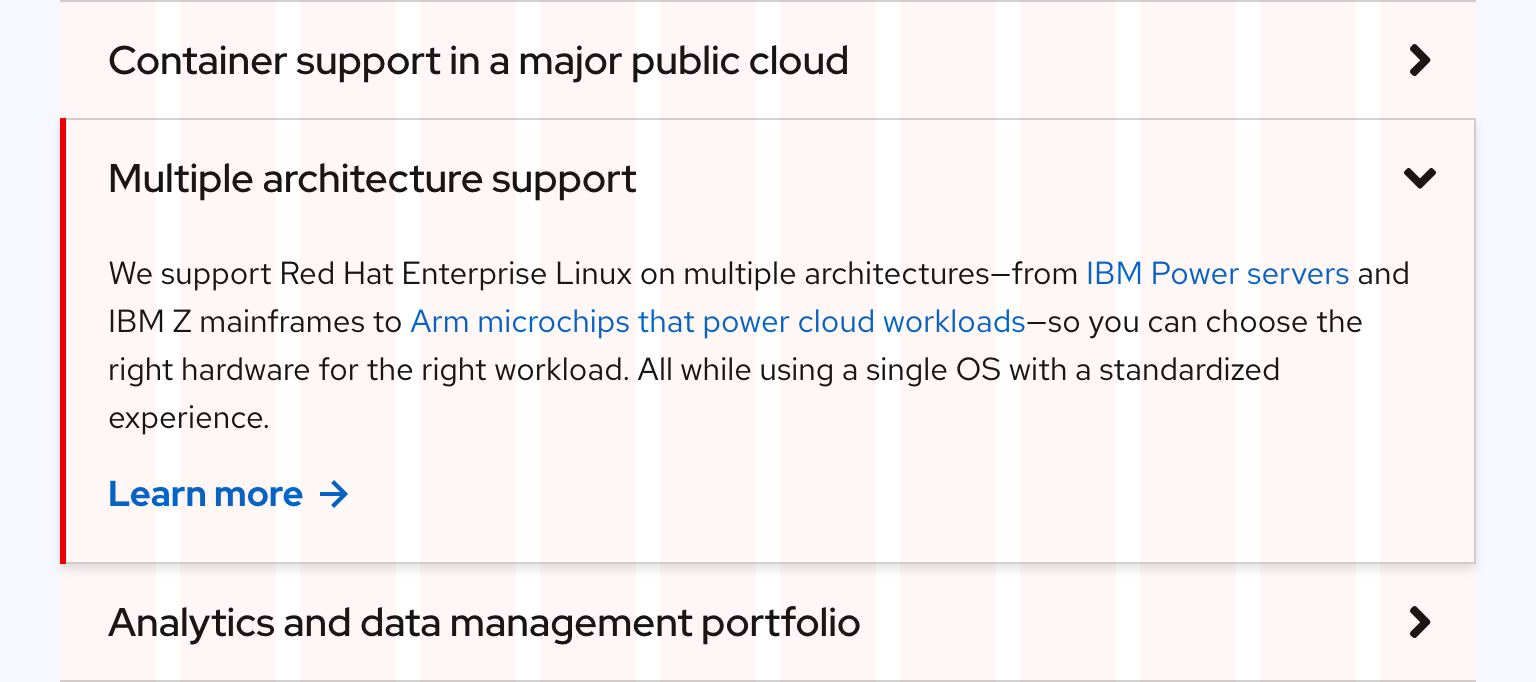 Container support in a major public cloud
Multiple architecture support
We support Red Hat Enterprise Linux on multiple architectures—from IBM Power servers and
IBM Z mainframes to Arm microchips that power cloud workloads—so you can choose the
right hardware for the right workload. All while using a single OS with a standardized
experience.
Learn more
Analytics and data management portfolio